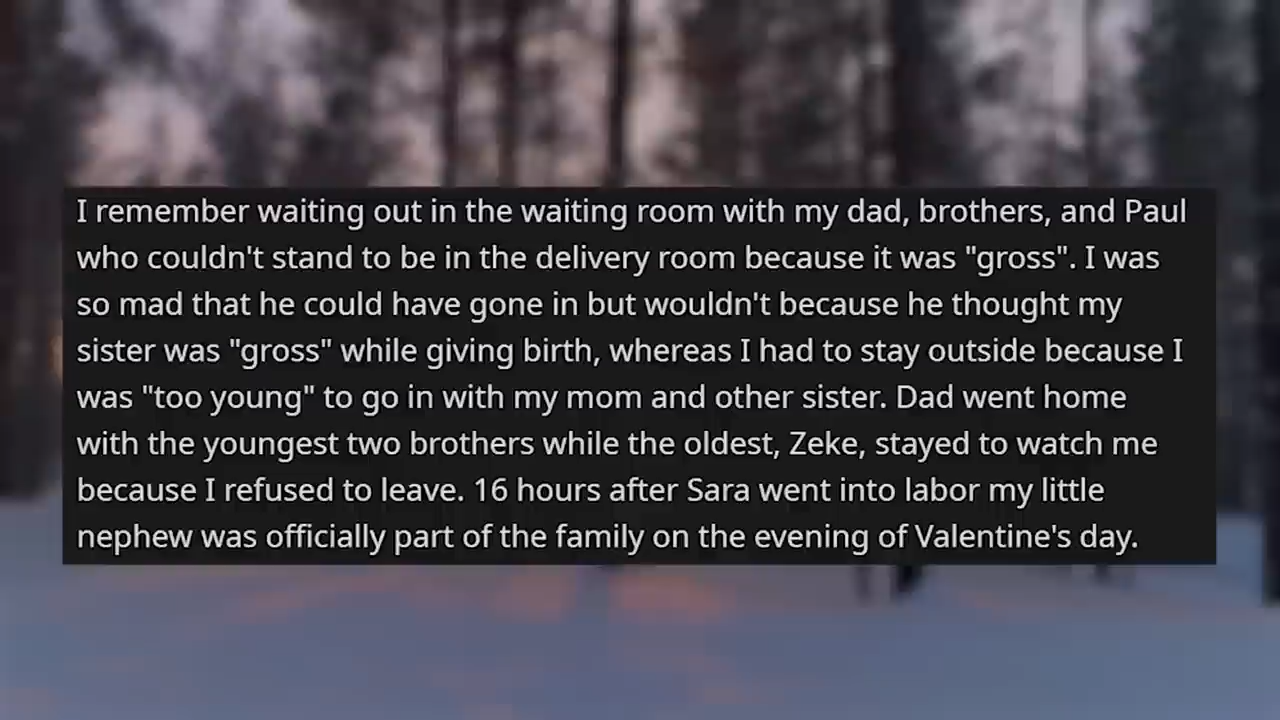 I remember waiting out in the waiting room with my dad, brothers, and Paul
who couldn't stand to be in the delivery room because it was "gross". I was
so mad that he could have gone in but wouldn't because he thought my
sister was "gross" while giving birth, whereas I had to stay outside because I
was "too young" to go in with my mom and other sister. Dad went home
with the youngest two brothers while the oldest, Zeke, stayed to watch me
because I refused to leave. 16 hours after Sara went into labor my little
nephew was officially part of the family on the evening of Valentine's day.